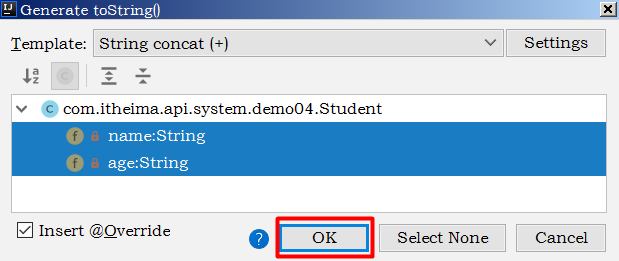 Generate toString()
Template: String concat (+) Settings
com.itheima.api.system.demo04.Student
name:String
age:String
Insert @Override ? OK Select None Cancel